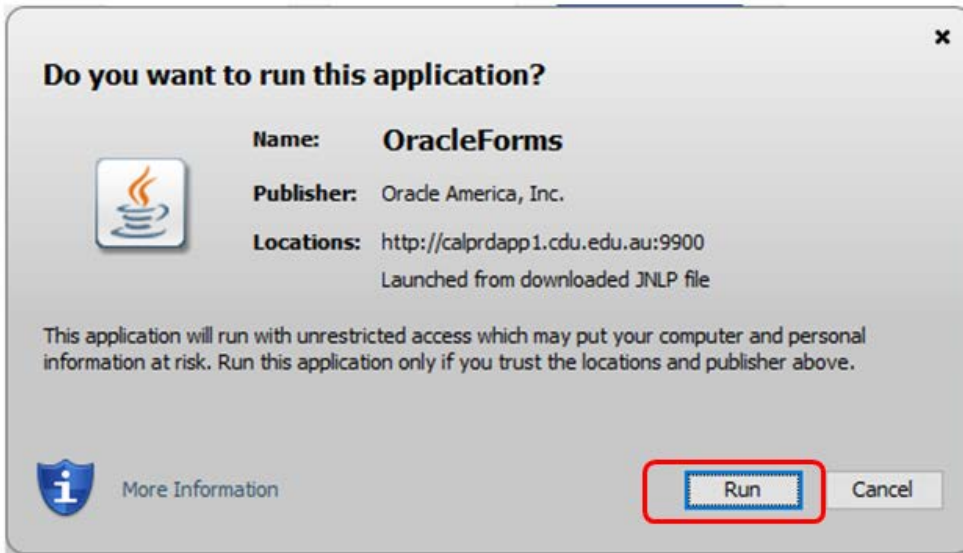 Do you want to run this application?
Name: OracleForms
Publisher: Oracle America, Inc.
Locations: http://calprdapp1.cdu.edu.au:9900
Launched from downloaded JNLP file
This application will run with unrestricted access which may put your computer and personal
information at risk. Run this application only if you trust the locations and publisher above.
More Information
Run
Cancel